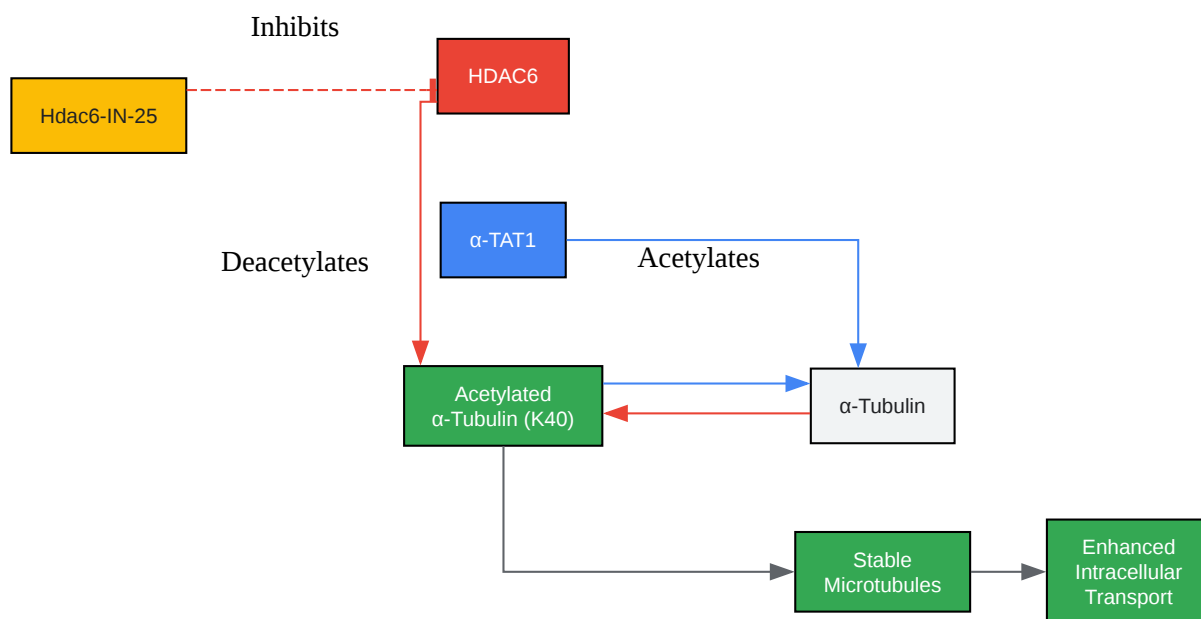 Inhibits
HDAC6
Hdac6-IN-25
α-TAT1
Acetylates
Deacetylates
Acetylated
α-Tubulin (K40)
α-Tubulin
Stable
Microtubules
Enhanced
Intracellular
Transport